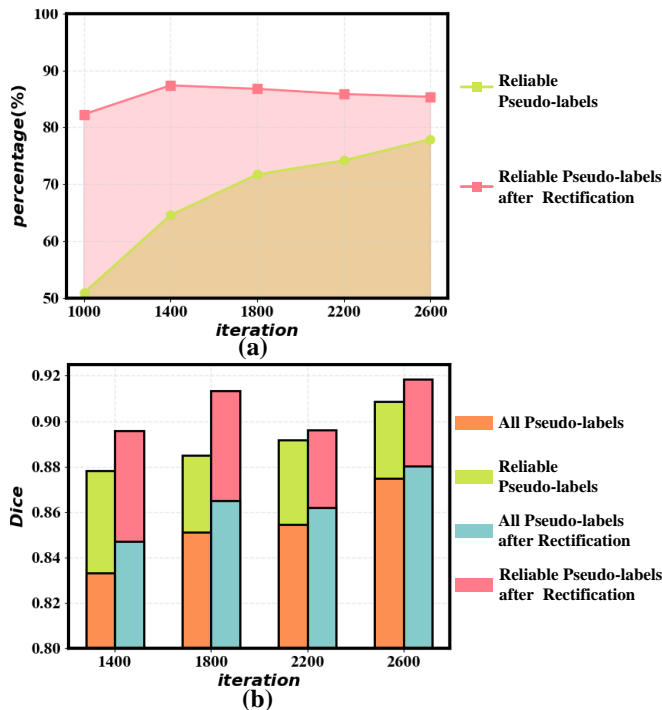 100
90
80
70
60
50
percentage(%)
1000 1400 1800 2200 2600
iteration
(a)
Reliable
Pseudo-labels
Reliable Pseudo-labels
after Rectification
0.92
0.90
0.88
0.86
0.84
0.82
0.80
Dice
1400 1800 2200 2600
iteration
(b)
All Pseudo-labels
Reliable
Pseudo-labels
All Pseudo-labels
after Rectification
Reliable Pseudo-labels
after Rectification